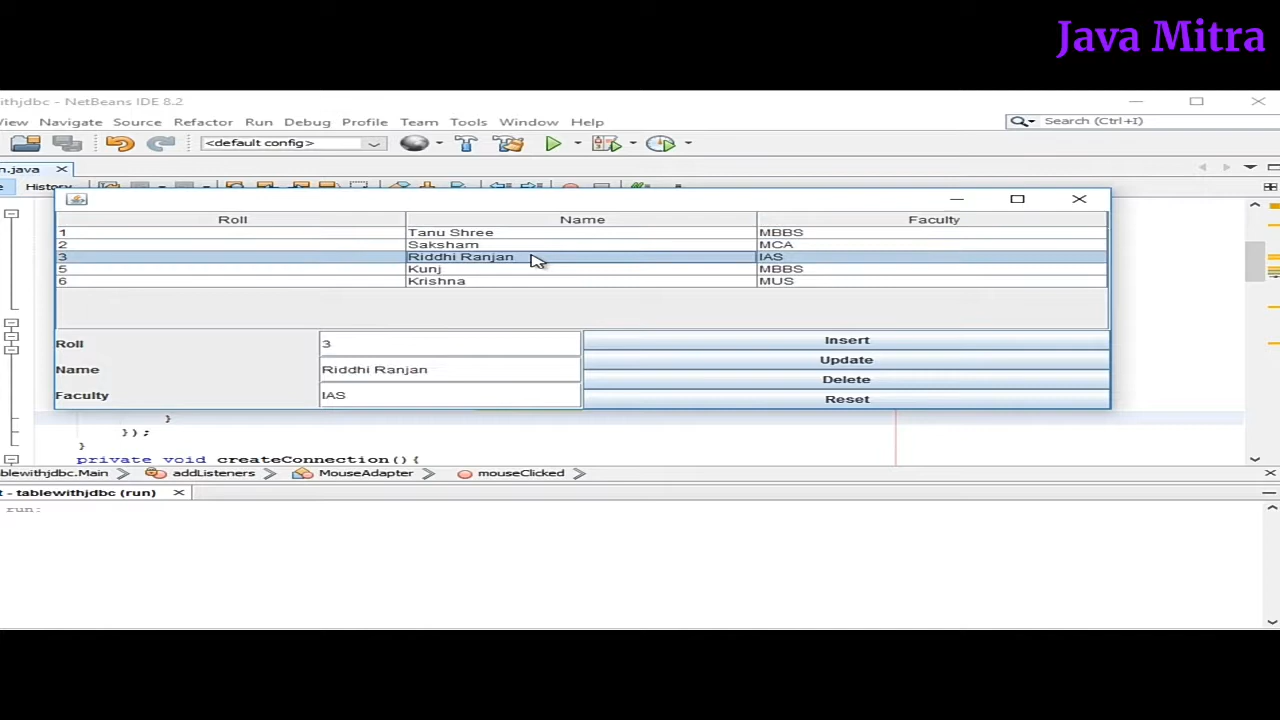 Java Mitra
ithjdbc - NetBeans IDE 8.2
View Navigate Source Refactor Run Debug Profile Team Tools Window Help
Search (Ctrl+I)
<default config>
n.java
e History
Roll Name Faculty
1 Tanu Shree MBBS
2 Saksham MCA
3 Riddhi Ranjan IAS
5 Kunj MBBS
6 Krishna MUS
Roll 3 Insert
Update
Name Riddhi Ranjan
Delete
Faculty IAS
Reset
}
});
}
private void createConnection(){
blewithjdbc.Main addListeners MouseAdapter mouseClicked
t - tablewithjdbc (run)
run: